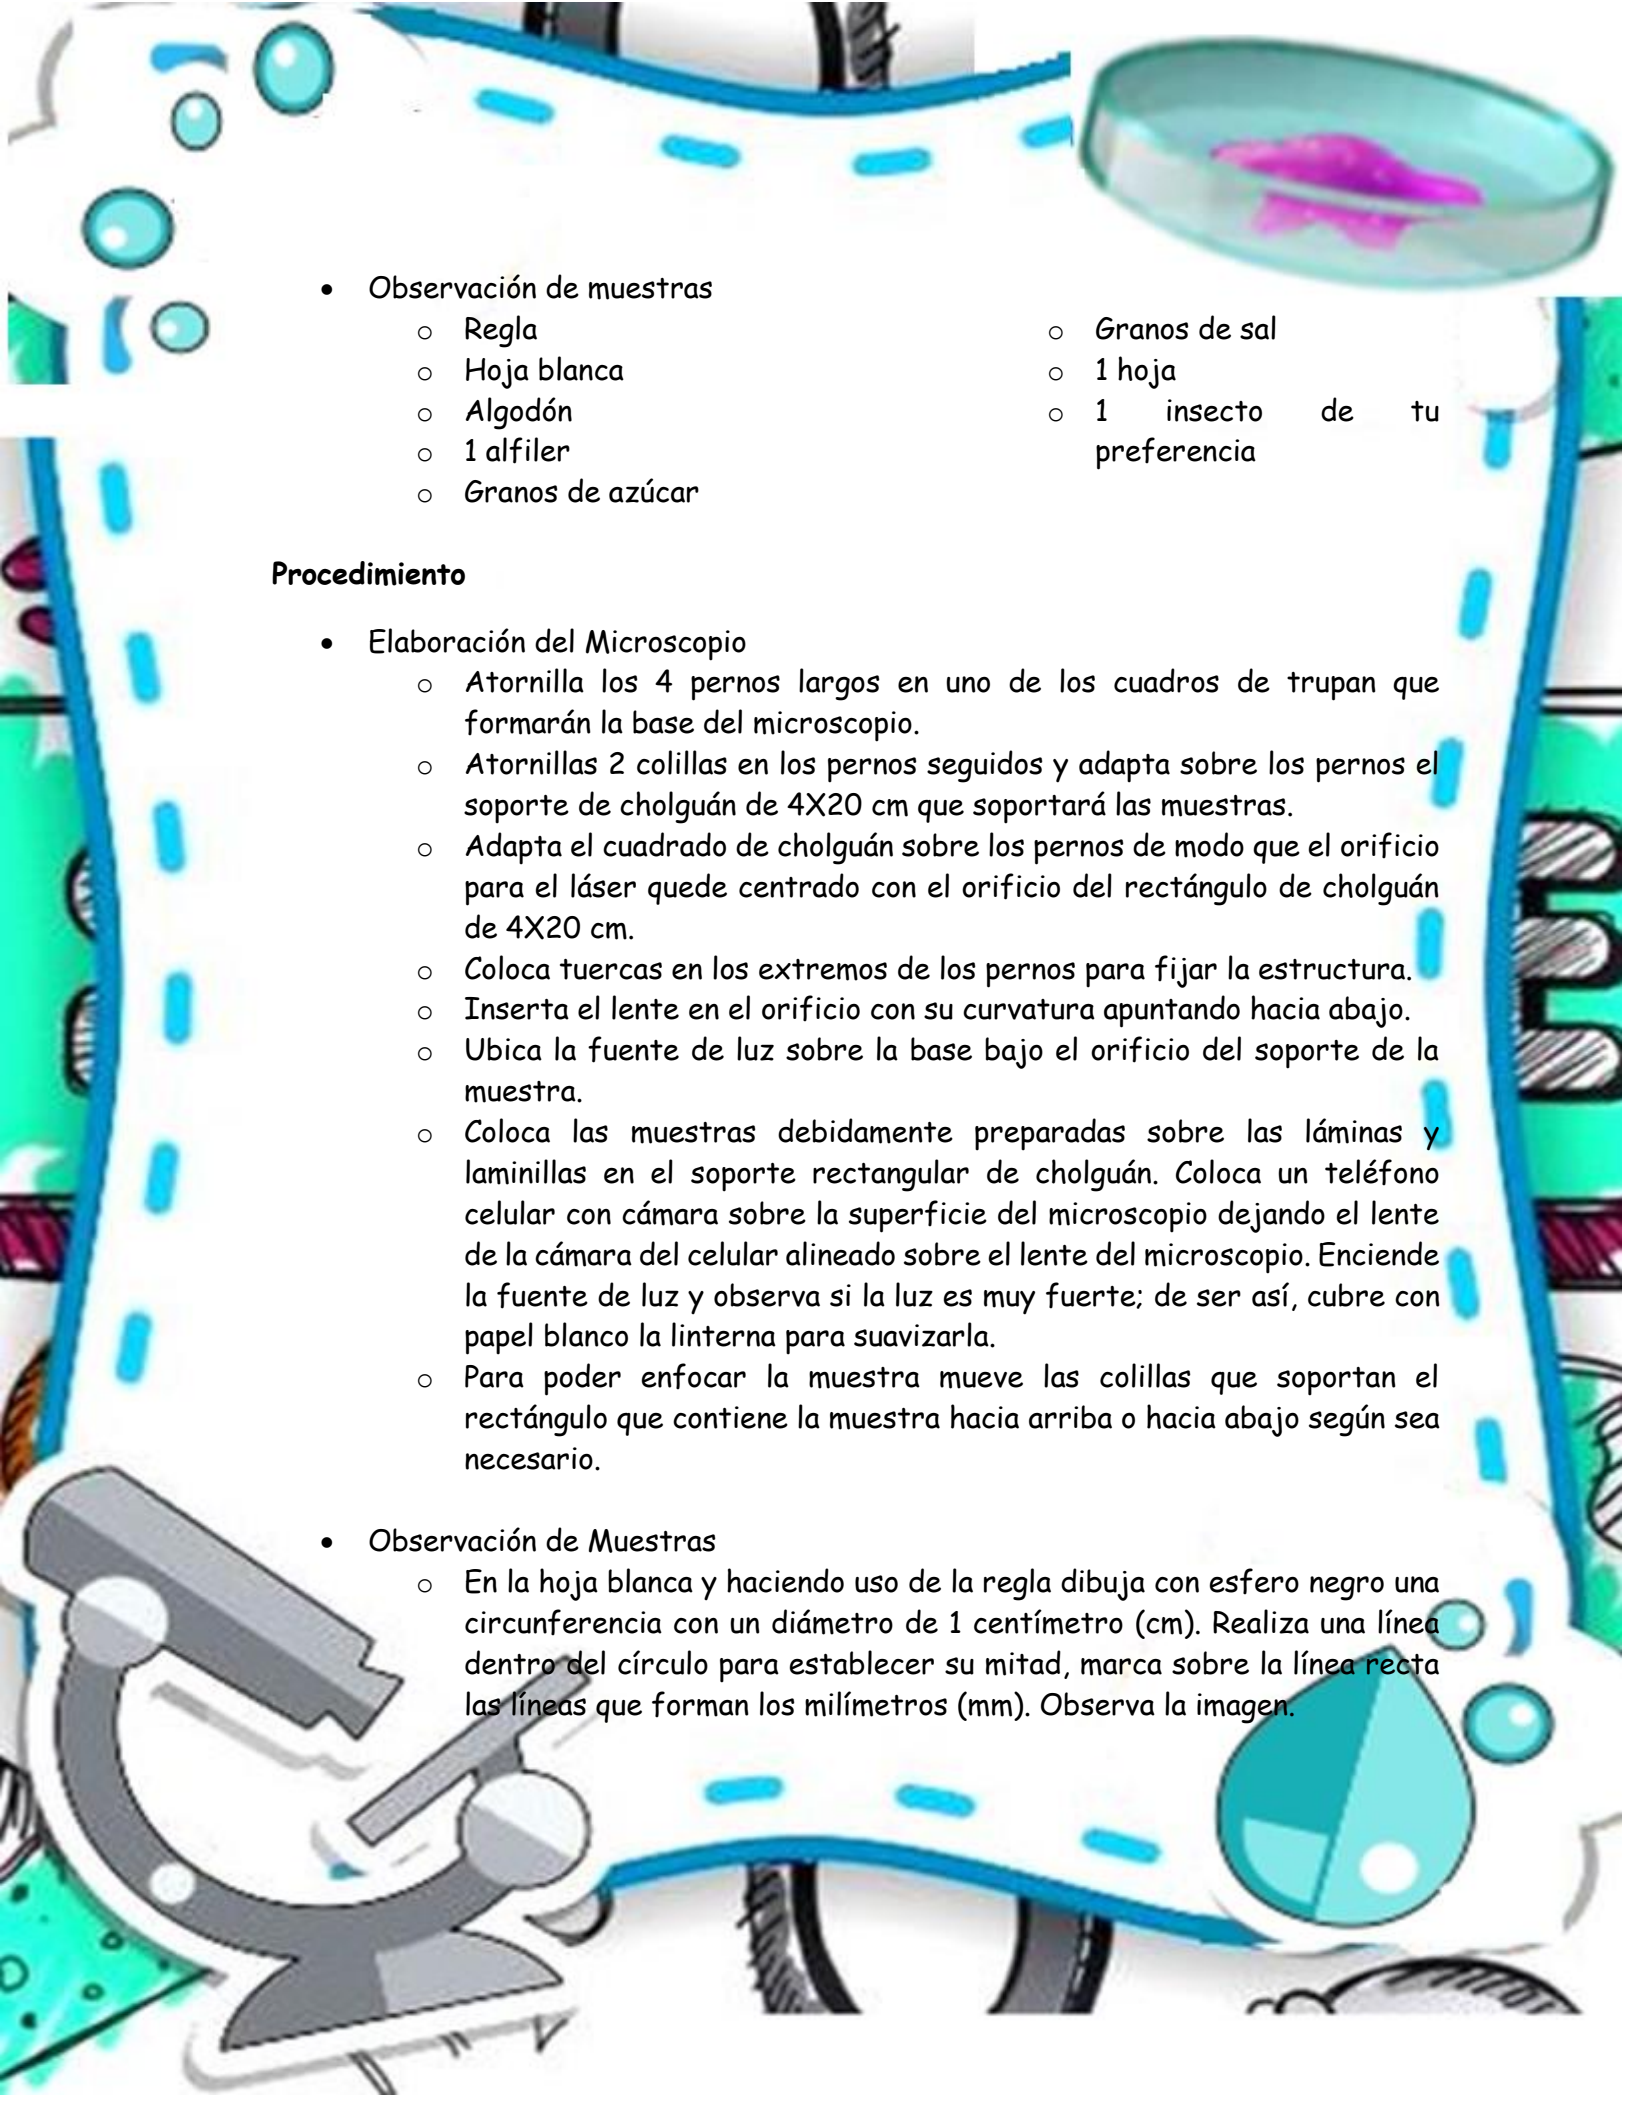 • Observación de muestras
o Regla
o Hoja blanca
o Algodón
o 1 alfiler
o Granos de azúcar
o Granos de sal
o 1 hoja
o 1 insecto de tu
preferencia
Procedimiento
• Elaboración del Microscopio
o Atornilla los 4 pernos largos en uno de los cuadros de trupan que
formarán la base del microscopio.
o Atornillas 2 colillas en los pernos seguidos y adapta sobre los pernos el
soporte de cholguán de 4X20 cm que soportará las muestras.
o Adapta el cuadrado de cholguán sobre los pernos de modo que el orificio
para el láser quede centrado con el orificio del rectángulo de cholguán
de 4X20 cm.
o Coloca tuercas en los extremos de los pernos para fijar la estructura.
o Inserta el lente en el orificio con su curvatura apuntando hacia abajo.
o Ubica la fuente de luz sobre la base bajo el orificio del soporte de la
muestra.
o Coloca las muestras debidamente preparadas sobre las láminas y
laminillas en el soporte rectangular de cholguán. Coloca un teléfono
celular con cámara sobre la superficie del microscopio dejando el lente
de la cámara del celular alineado sobre el lente del microscopio. Enciende
la fuente de luz y observa si la luz es muy fuerte; de ser así, cubre con
papel blanco la linterna para suavizarla.
o Para poder enfocar la muestra mueve las colillas que soportan el
rectángulo que contiene la muestra hacia arriba o hacia abajo según sea
necesario.
• Observación de Muestras
o En la hoja blanca y haciendo uso de la regla dibuja con esfero negro una
circunferencia con un diámetro de 1 centímetro (cm). Realiza una línea
dentro del círculo para establecer su mitad, marca sobre la línea recta
las líneas que forman los milímetros (mm). Observa la imagen.